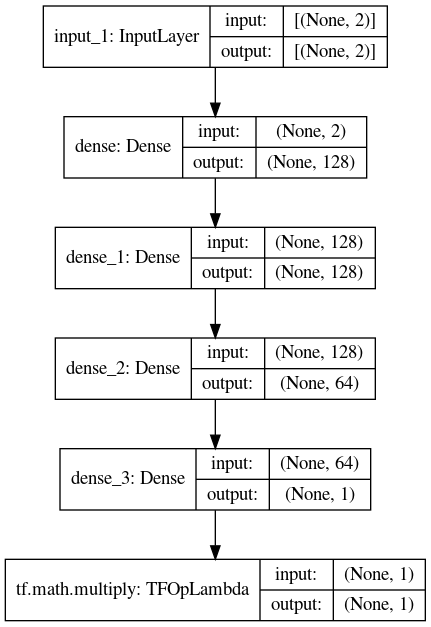 input_1: InputLayer
input: [(None, 2)]
output: [(None, 2)]
dense: Dense
input: (None, 2)
output: (None, 128)
dense_1: Dense
input: (None, 128)
output: (None, 128)
dense_2: Dense
input: (None, 128)
output: (None, 64)
dense_3: Dense
input: (None, 64)
output: (None, 1)
tf.math.multiply: TFOpLambda
input: (None, 1)
output: (None, 1)